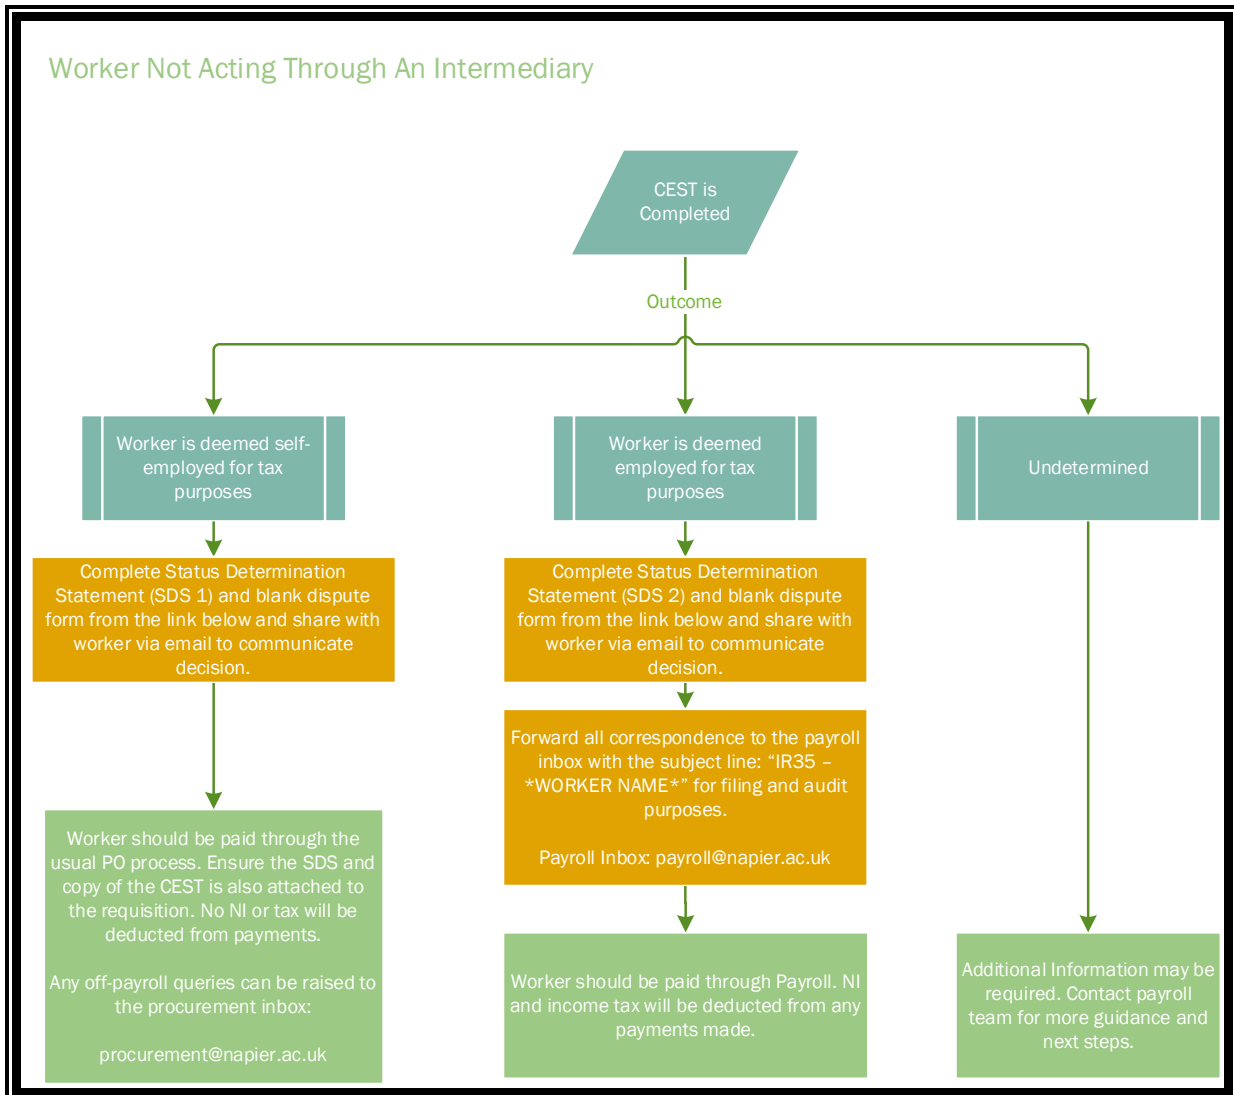 Worker Not Acting Through An Intermediary
CEST is
Completed
Outcome
Worker is deemed self-
employed for tax
purposes
Worker is deemed
employed for tax
purposes
Undetermined
Complete Status Determination
Statement (SDS 1) and blank dispute
form from the link below and share with
worker via email to communicate
decision.
Complete Status Determination
Statement (SDS 2) and blank dispute
form from the link below and share with
worker via email to communicate
decision.
Forward all correspondence to the payroll
inbox with the subject line: “IR35 –
*WORKER NAME*” for filing and audit
purposes.
Payroll Inbox: payroll@napier.ac.uk
Worker should be paid through the
usual PO process. Ensure the SDS and
copy of the CEST is also attached to
the requisition. No NI or tax will be
deducted from payments.
Any off-payroll queries can be raised to
the procurement inbox:
procurement@napier.ac.uk
Worker should be paid through Payroll. NI
and income tax will be deducted from any
payments made.
Additional Information may be
required. Contact payroll
team for more guidance and
next steps.